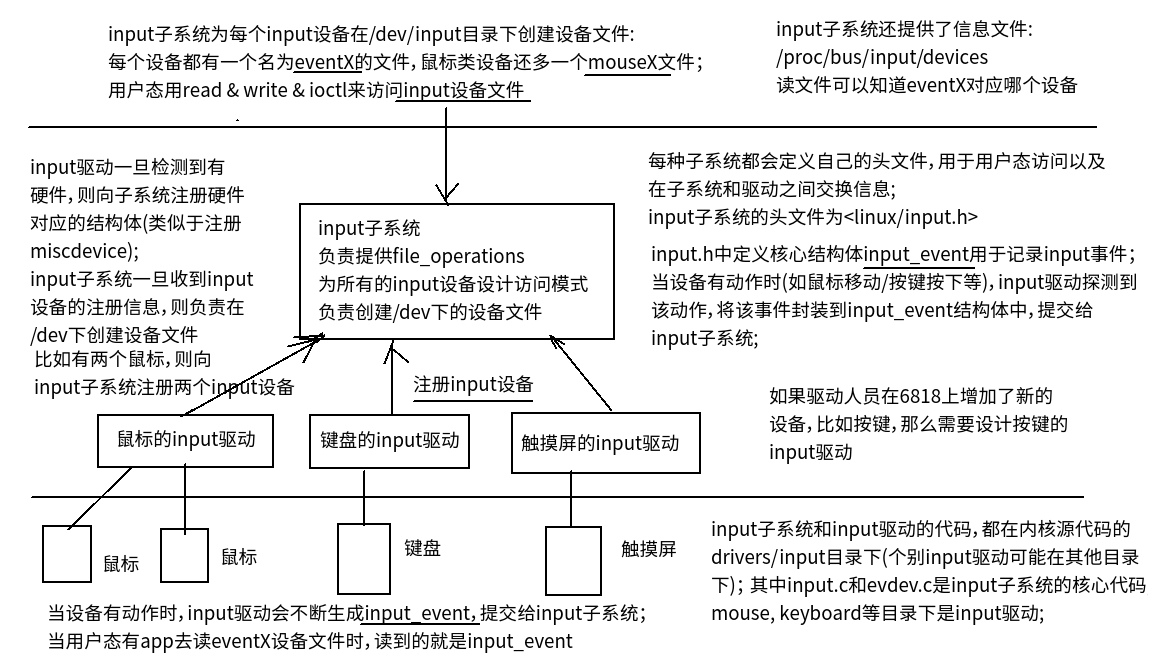 input子系统为每个input设备在/dev/input目录下创建设备文件:
每个设备都有一个名为eventX的文件, 鼠标类设备还多一个mouseX文件;
用户态用read & write & ioctl来访问input设备文件
input子系统还提供了信息文件:
/proc/bus/input/devices
读文件可以知道eventX对应哪个设备
input驱动一旦检测到有
硬件, 则向子系统注册硬件
对应的结构体(类似于注册
miscdevice);
input子系统一旦收到input
设备的注册信息, 则负责在
/dev下创建设备文件
比如有两个鼠标, 则向
input子系统注册两个input设备
input子系统
负责提供file_operations
为所有的input设备设计访问模式
负责创建/dev下的设备文件
每种子系统都会定义自己的头文件, 用于用户态访问以及
在子系统和驱动之间交换信息;
input子系统的头文件为<linux/input.h>
input.h中定义核心结构体input_event用于记录input事件;
当设备有动作时(如鼠标移动/按键按下等), input驱动探测到
该动作, 将该事件封装到input_event结构体中, 提交给
input子系统;
注册input设备
如果驱动人员在6818上增加了新的
设备, 比如按键, 那么需要设计按键的
input驱动
鼠标的input驱动
键盘的input驱动
触摸屏的input驱动
鼠标
鼠标
键盘
触摸屏
input子系统和input驱动的代码, 都在内核源代码的
drivers/input目录下(个别input驱动可能在其他目录
下); 其中input.c和evdev.c是input子系统的核心代码
mouse, keyboard等目录下是input驱动;
当设备有动作时, input驱动会不断生成input_event, 提交给input子系统;
当用户态有app去读eventX设备文件时, 读到的就是input_event